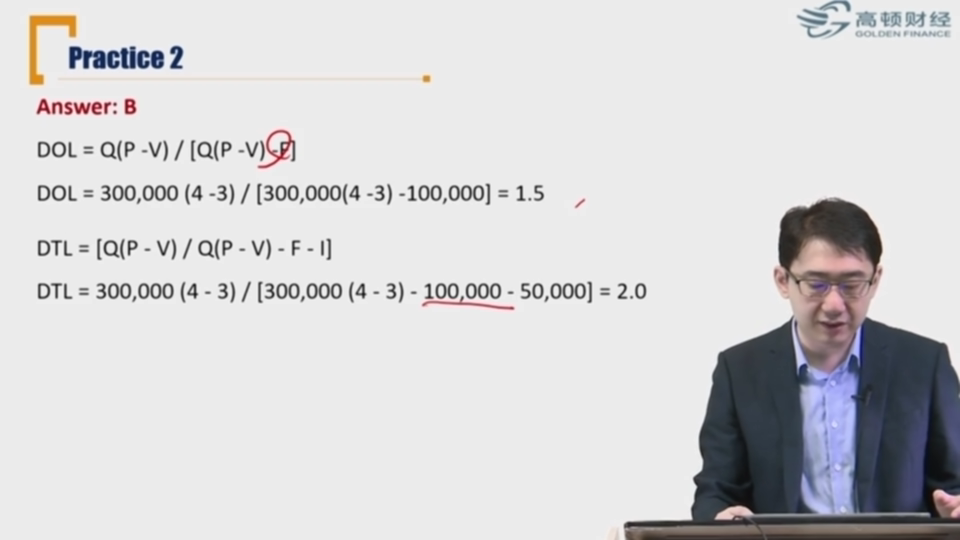 高顿财经
GOLDEN FINANCE
Practice 2
Answer: B
DOL = Q(P -V) / [Q(P -V) -F]
DOL = 300,000 (4 -3) / [300,000(4 -3) -100,000] = 1.5
DTL = [Q(P - V) / Q(P - V) - F - I]
DTL = 300,000 (4 - 3) / [300,000 (4 - 3) - 100,000 - 50,000] = 2.0